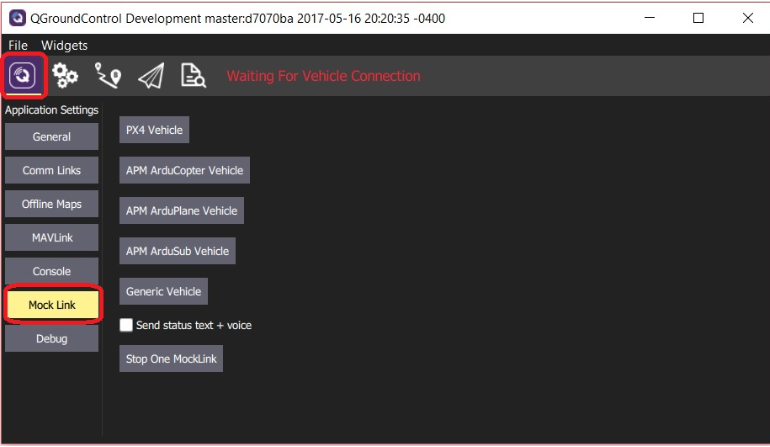 QGroundControl Development master:d7070ba 2017-05-16 20:20:35 -0400
File Widgets
Waiting For Vehicle Connection
Application Settings
General
Comm Links
Offline Maps
MAVLink
Console
Mock Link
Debug
PX4 Vehicle
APM ArduCopter Vehicle
APM ArduPlane Vehicle
APM ArduSub Vehicle
Generic Vehicle
Send status text + voice
Stop One MockLink